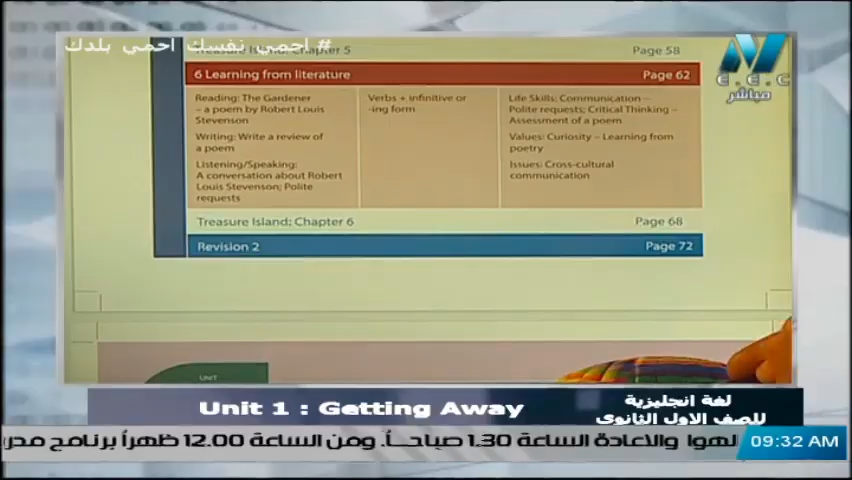 # احمي نفسك احمي بلدك
Treasure Island: Chapter 5 Page 58
E.E.C
مباشر
6 Learning from literature Page 62
Reading: The Gardener
– a poem by Robert Louis
Stevenson
Writing: Write a review of
a poem
Listening/Speaking:
A conversation about Robert
Louis Stevenson; Polite
requests
Verbs + infinitive or
-ing form
Life Skills: Communication –
Polite requests; Critical Thinking –
Assessment of a poem
Values: Curiosity – Learning from
poetry
Issues: Cross-cultural
communication
Treasure Island: Chapter 6 Page 68
Revision 2 Page 72
UNIT
Unit 1 : Getting Away
لغة انجليزية
للصف الاول الثانوى
والاعادة الساعة 1.30 صباحاً. ومن الساعة 12.00 ظهراً برنامج
09:32 AM